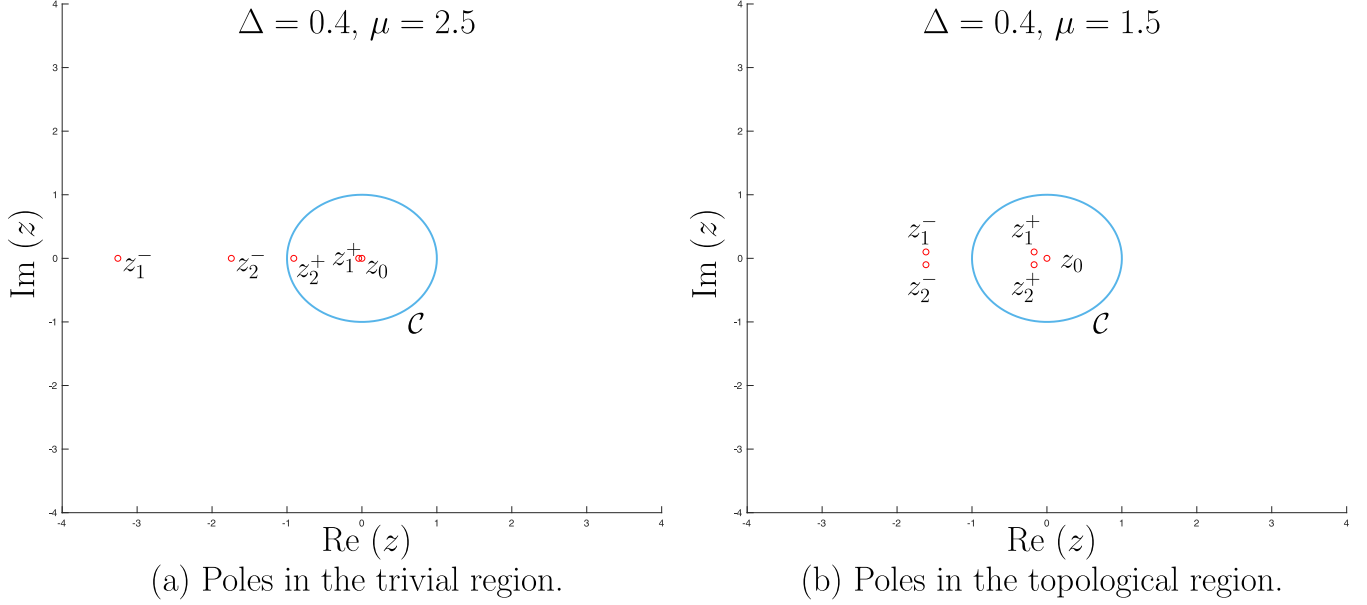 Δ = 0.4, μ = 2.5
4
3
2
1
0
-1
-2
-3
-4
Im (z)
z₁⁻
z₂⁻
z₂⁺
z₁⁺
z₀
𝒞
-4 -3 -2 -1 0 1 2 3 4
Re (z)
(a) Poles in the trivial region.
Δ = 0.4, μ = 1.5
4
3
2
1
0
-1
-2
-3
-4
Im (z)
z₁⁻
z₁⁺
z₀
z₂⁻
z₂⁺
𝒞
-4 -3 -2 -1 0 1 2 3 4
Re (z)
(b) Poles in the topological region.